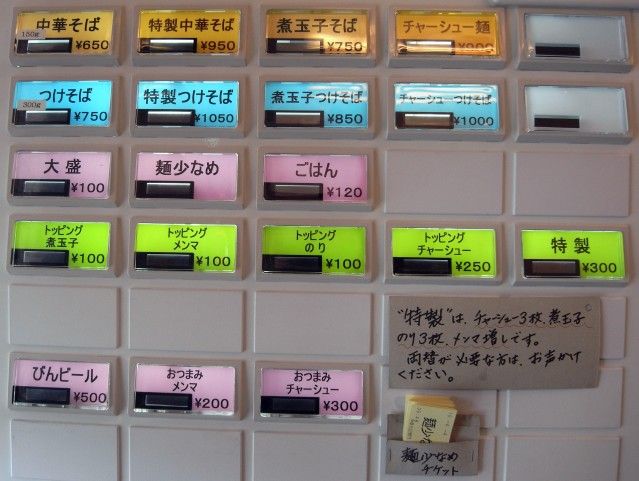 中華そば
150g
¥650
特製中華そば
¥950
煮玉子そば
¥750
チャーシュー麺
¥900
つけそば
300g
¥750
特製つけそば
¥1050
煮玉子つけそば
¥850
チャーシューつけそば
¥1000
大盛
¥100
麺少なめ
ごはん
¥120
トッピング
煮玉子
¥100
トッピング
メンマ
¥100
トッピング
のり
¥100
トッピング
チャーシュー
¥250
特製
¥300
"特製"は、チャーシュー3枚、煮玉子
のり3枚、メンマ増しです。
両替が必要な方は、お声かけ
ください。
びんビール
¥500
おつまみ
メンマ
¥200
おつまみ
チャーシュー
¥300
麺少な
麺少なめ
チケット